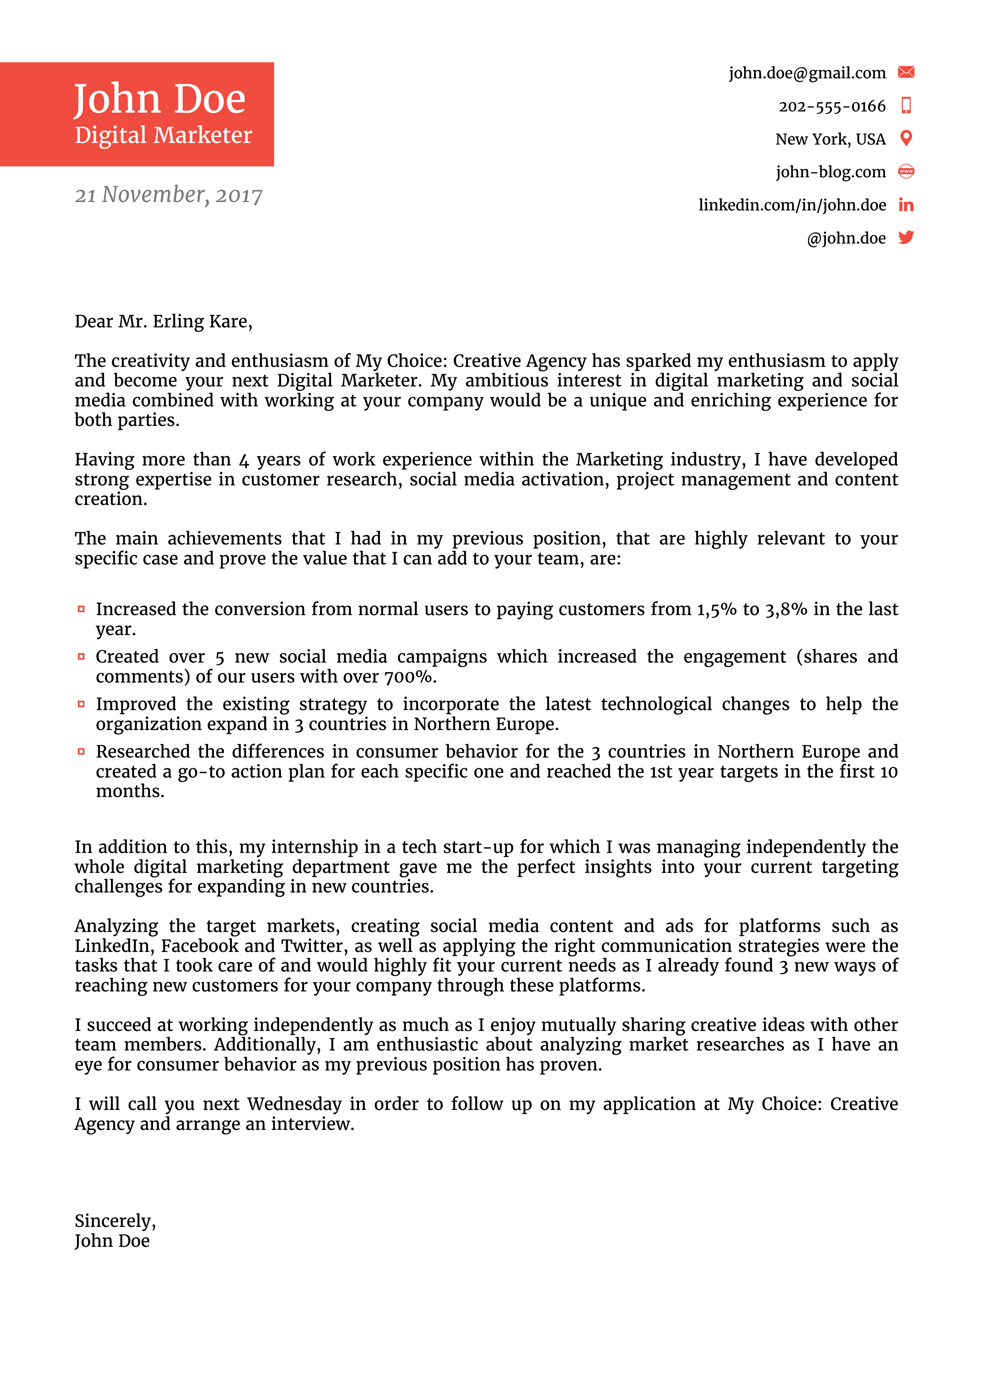 John Doe
Digital Marketer
21 November, 2017
john.doe@gmail.com
202-555-0166
New York, USA
john-blog.com
www
linkedin.com/in/john.doe
in
@john.doe
Dear Mr. Erling Kare,
The creativity and enthusiasm of My Choice: Creative Agency has sparked my enthusiasm to apply
and become your next Digital Marketer. My ambitious interest in digital marketing and social
media combined with working at your company would be a unique and enriching experience for
both parties.
Having more than 4 years of work experience within the Marketing industry, I have developed
strong expertise in customer research, social media activation, project management and content
creation.
The main achievements that I had in my previous position, that are highly relevant to your
specific case and prove the value that I can add to your team, are:
Increased the conversion from normal users to paying customers from 1,5% to 3,8% in the last
year.
Created over 5 new social media campaigns which increased the engagement (shares and
comments) of our users with over 700%.
Improved the existing strategy to incorporate the latest technological changes to help the
organization expand in 3 countries in Northern Europe.
Researched the differences in consumer behavior for the 3 countries in Northern Europe and
created a go-to action plan for each specific one and reached the 1st year targets in the first 10
months.
In addition to this, my internship in a tech start-up for which I was managing independently the
whole digital marketing department gave me the perfect insights into your current targeting
challenges for expanding in new countries.
Analyzing the target markets, creating social media content and ads for platforms such as
LinkedIn, Facebook and Twitter, as well as applying the right communication strategies were the
tasks that I took care of and would highly fit your current needs as I already found 3 new ways of
reaching new customers for your company through these platforms.
I succeed at working independently as much as I enjoy mutually sharing creative ideas with other
team members. Additionally, I am enthusiastic about analyzing market researches as I have an
eye for consumer behavior as my previous position has proven.
I will call you next Wednesday in order to follow up on my application at My Choice: Creative
Agency and arrange an interview.
Sincerely,
John Doe